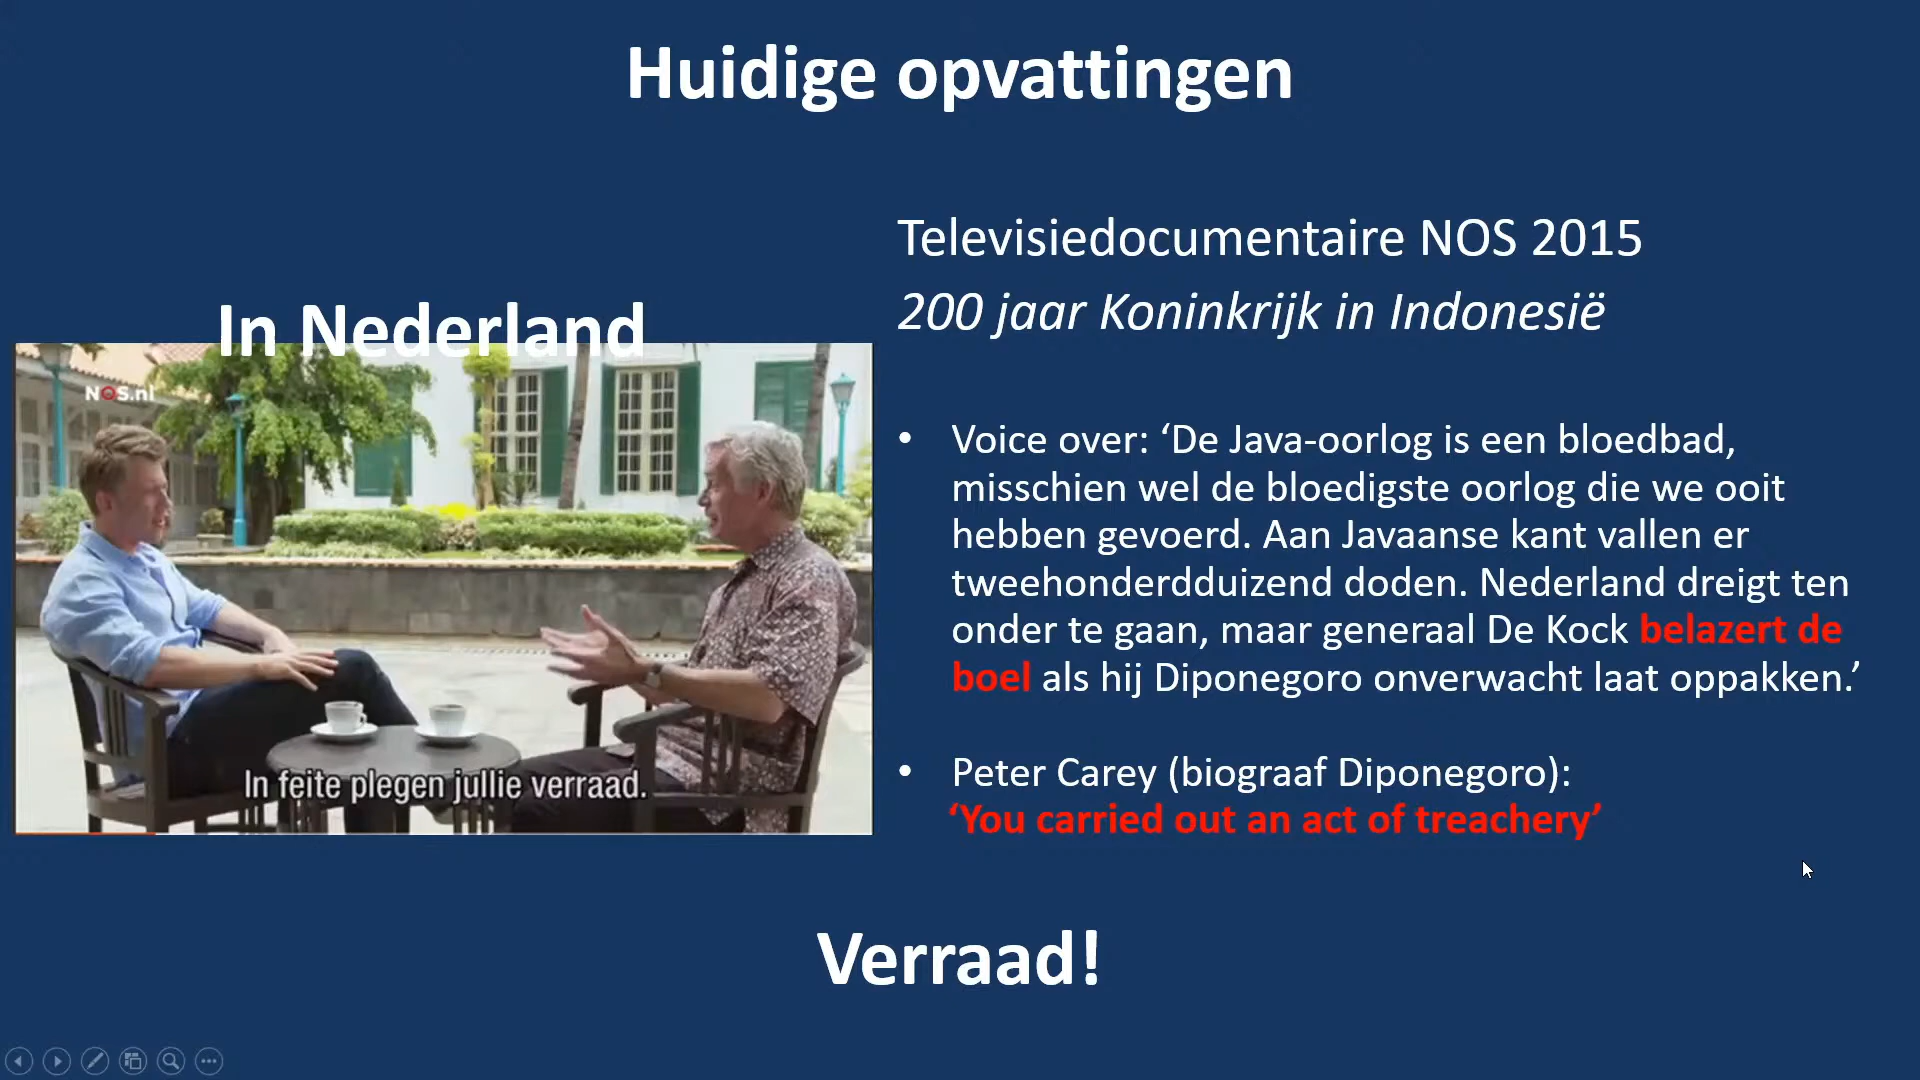 Huidige opvattingen
In Nederland
NOS.nl
In feite plegen jullie verraad.
Televisiedocumentaire NOS 2015
200 jaar Koninkrijk in Indonesië
• Voice over: ‘De Java-oorlog is een bloedbad,
misschien wel de bloedigste oorlog die we ooit
hebben gevoerd. Aan Javaanse kant vallen er
tweehonderdduizend doden. Nederland dreigt ten
onder te gaan, maar generaal De Kock belazert de
boel als hij Diponegoro onverwacht laat oppakken.’
• Peter Carey (biograaf Diponegoro):
‘You carried out an act of treachery’
Verraad!